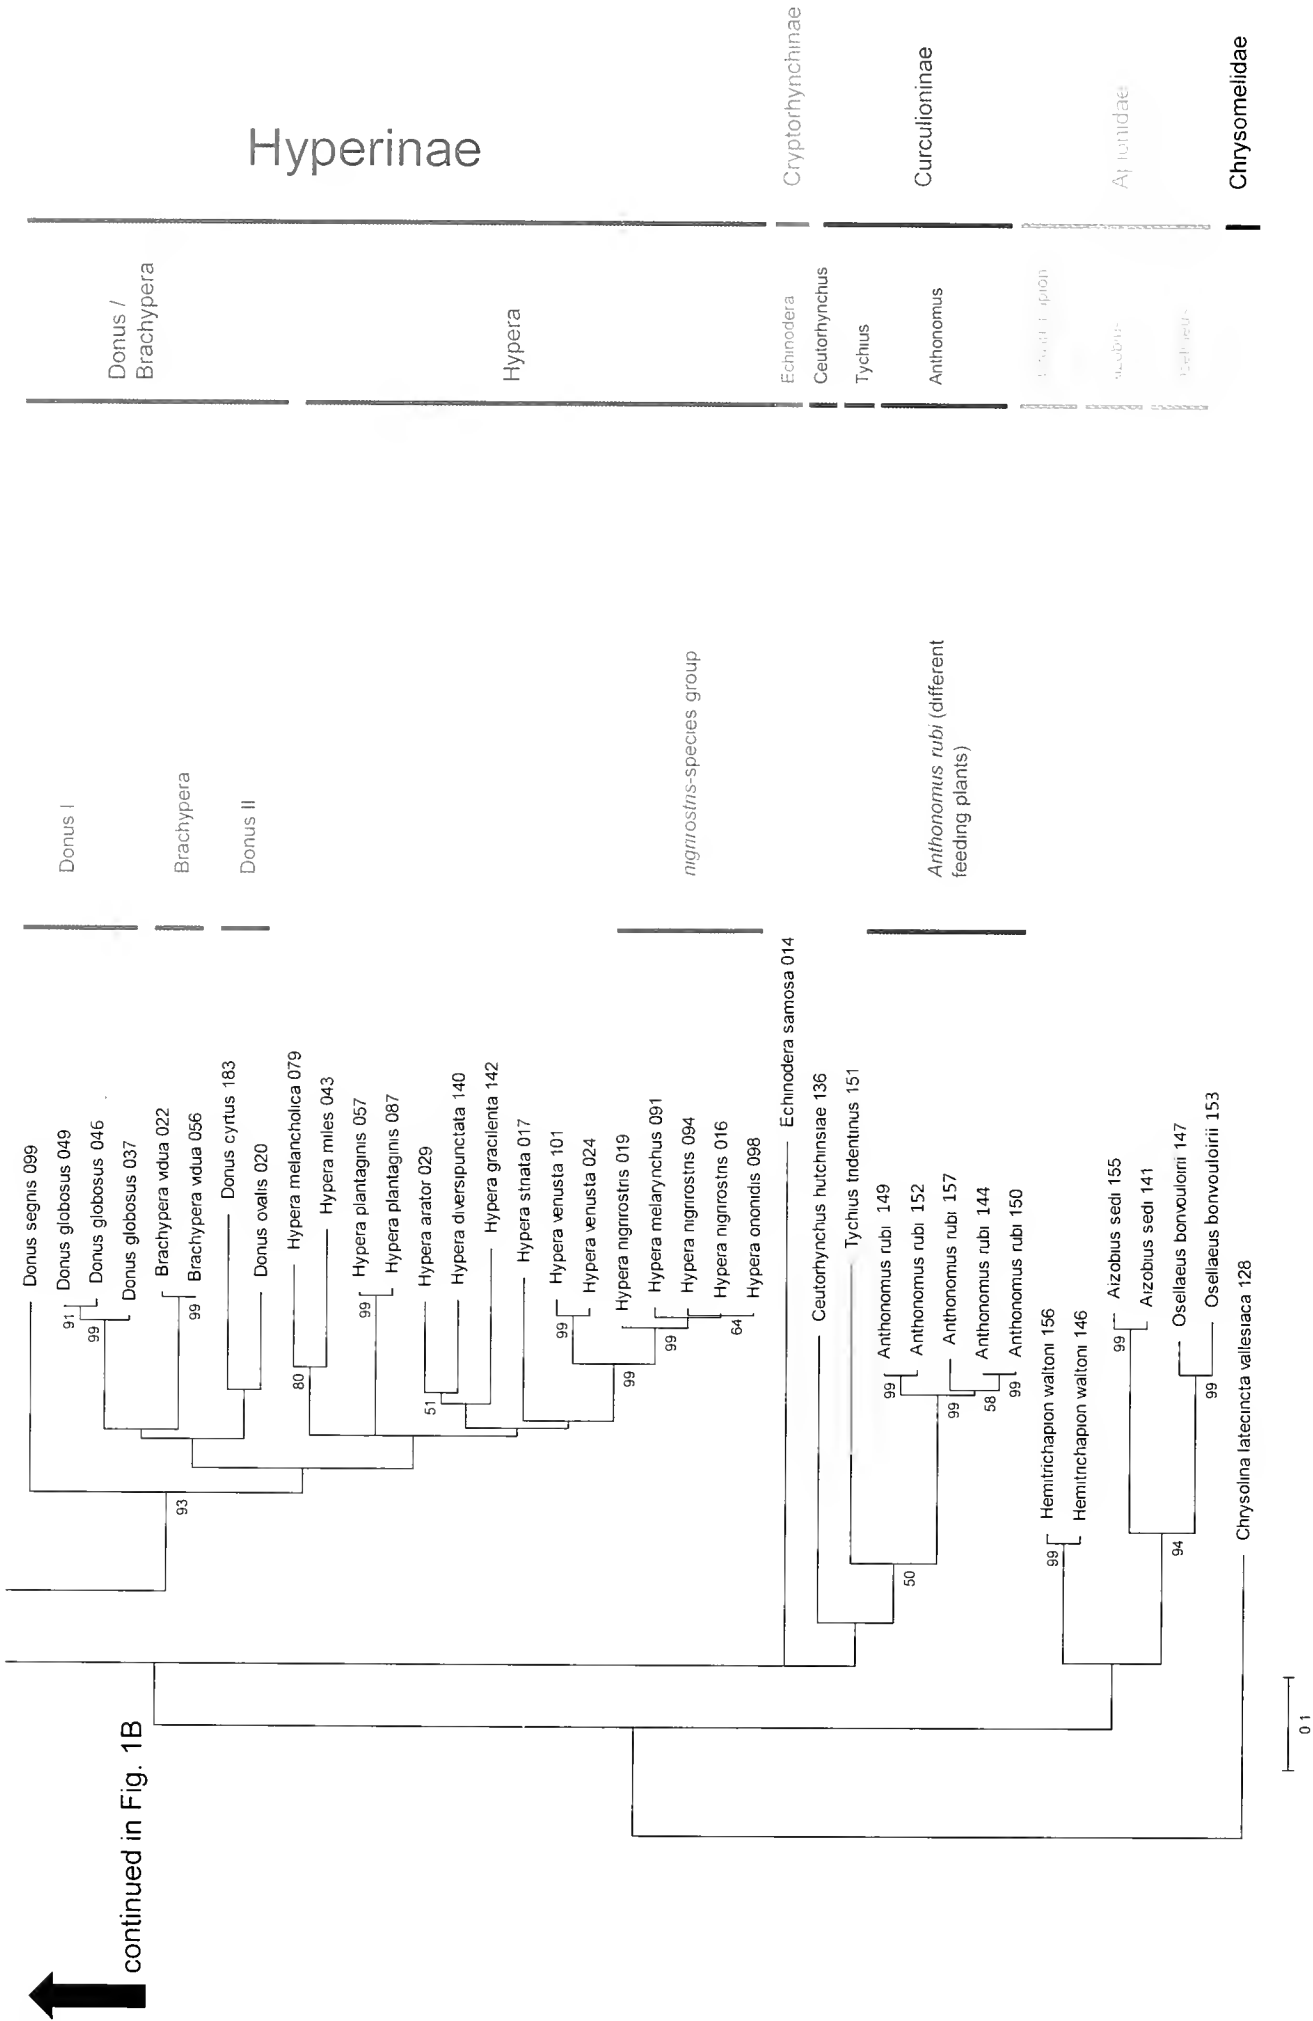 continued in Fig. 1B
Donus segnis 099
Donus globosus 049
91
Donus globosus 046
99
Donus globosus 037
Brachypera vidua 022
Brachypera vidua 056
99
Donus cyrtus 183
Donus ovalis 020
93
Hypera melancholica 079
80
Hypera miles 043
Hypera plantaginis 057
99
Hypera plantaginis 087
Hypera arator 029
51
Hypera diversipunctata 140
Hypera gracilenta 142
Hypera striata 017
Hypera venusta 101
99
Hypera venusta 024
Hypera nigrirostris 019
99
Hypera melarynchus 091
99
Hypera nigrirostris 094
Hypera nigrirostris 016
64
Hypera ononidis 098
Echinodera samosa 014
Ceutorhynchus hutchinsiae 136
Tychius tridentinus 151
Anthonomus rubi 149
99
Anthonomus rubi 152
50
Anthonomus rubi 157
99
Anthonomus rubi 144
58
Anthonomus rubi 150
99
Hemitrichapion waltoni 156
99
Hemitrichapion waltoni 146
Aizobius sedi 155
99
Aizobius sedi 141
94
Osellaeus bonvouloirii 147
Osellaeus bonvouloirii 153
99
Chrysolina latecincta vallesiaca 128
0 1
Donus I
Brachypera
Donus II
nigrirostris-species group
Anthonomus rubi (different
feeding plants)
Donus /
Brachypera
Hypera
Echinodera
Ceutorhynchus
Tychius
Anthonomus
Hyperinae
Cryptorhynchinae
Curculioninae
Apionidae
Chrysomelidae